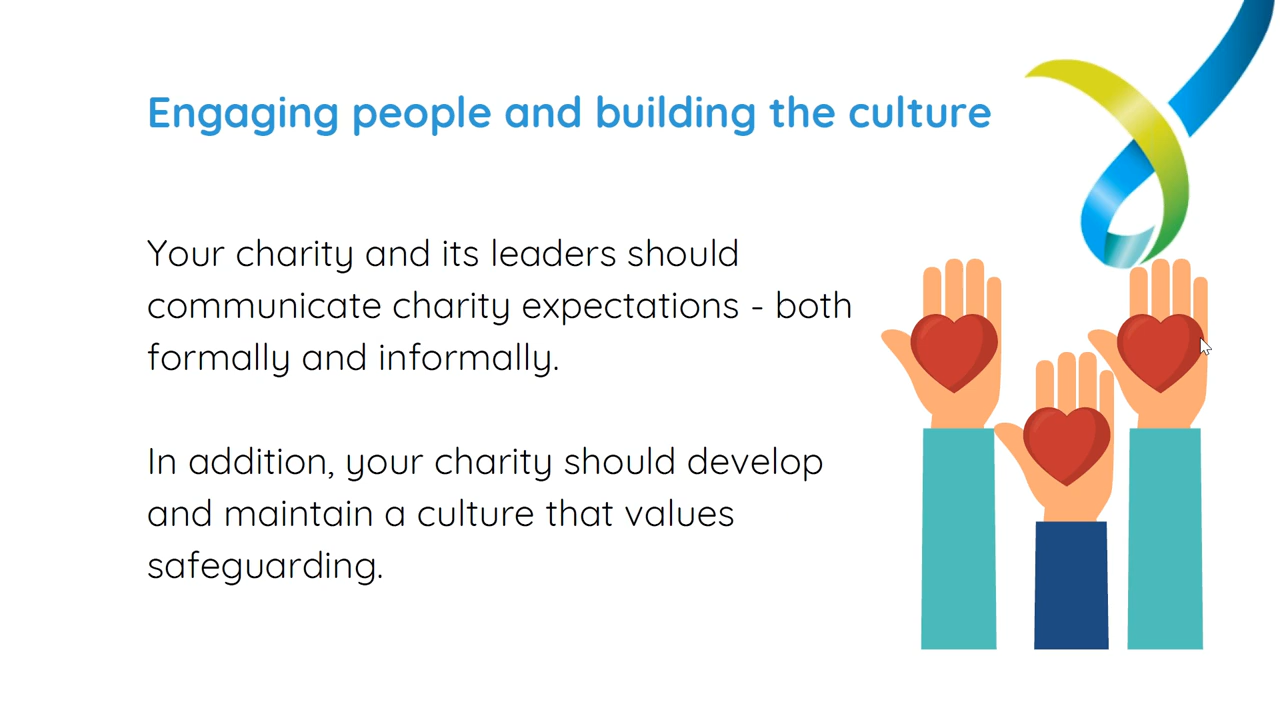 Engaging people and building the culture
Your charity and its leaders should
communicate charity expectations - both
formally and informally.
In addition, your charity should develop
and maintain a culture that values
safeguarding.